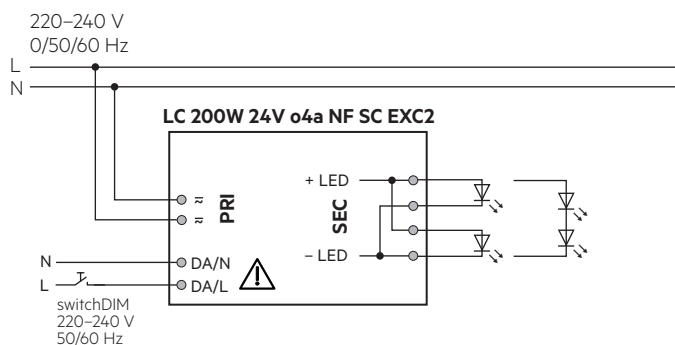 220–240 V
0/50/60 Hz
L
N
LC 200W 24V o4a NF SC EXC2
+ LED
PRI
SEC
– LED
N
DA/N
L
DA/L
switchDIM
220–240 V
50/60 Hz